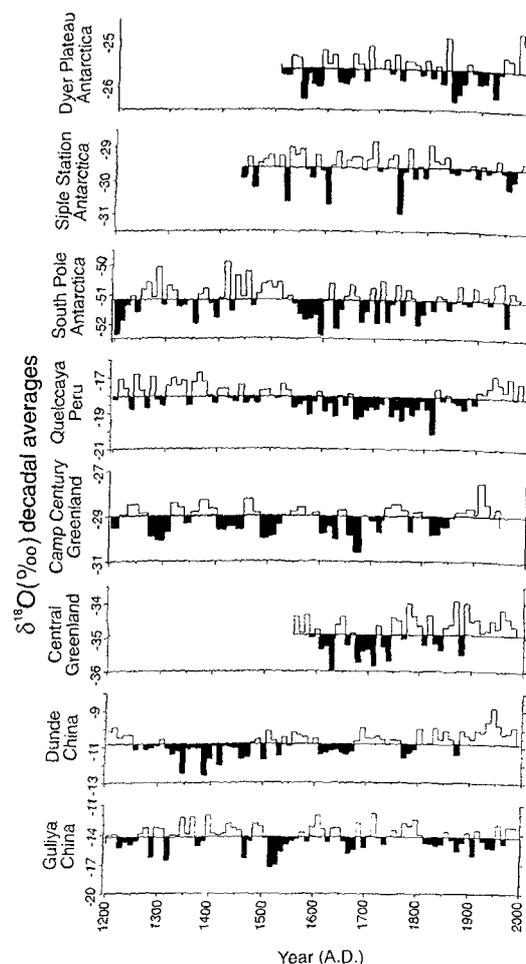 δ¹⁸O(⁰/₀₀) decadal averages
Dyer Plateau
Antarctica
-25
-26
Siple Station
Antarctica
-29
-30
-31
South Pole
Antarctica
-50
-51
-52
Quelccaya
Peru
-17
-19
-21
Camp Century
Greenland
-27
-29
-31
Central
Greenland
-34
-35
-36
Dunde
China
-9
-11
-13
Guliya
China
-11
-14
-17
-20
1200
1300
1400
1500
1600
1700
1800
1900
2000
Year (A.D.)